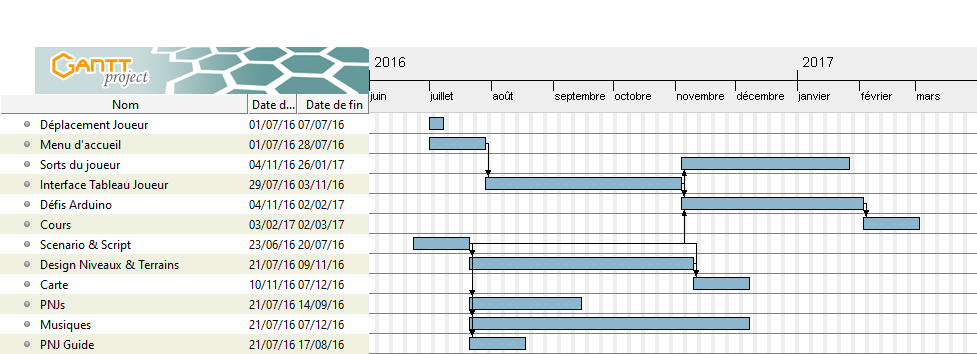 GANTT
project
2016
2017
Nom Date d... Date de fin
juin juillet août septembre octobre novembre décembre janvier février mars
Déplacement Joueur 01/07/16 07/07/16
Menu d'accueil 01/07/16 28/07/16
Sorts du joueur 04/11/16 26/01/17
Interface Tableau Joueur 29/07/16 03/11/16
Défis Arduino 04/11/16 02/02/17
Cours 03/02/17 02/03/17
Scenario & Script 23/06/16 20/07/16
Design Niveaux & Terrains 21/07/16 09/11/16
Carte 10/11/16 07/12/16
PNJs 21/07/16 14/09/16
Musiques 21/07/16 07/12/16
PNJ Guide 21/07/16 17/08/16